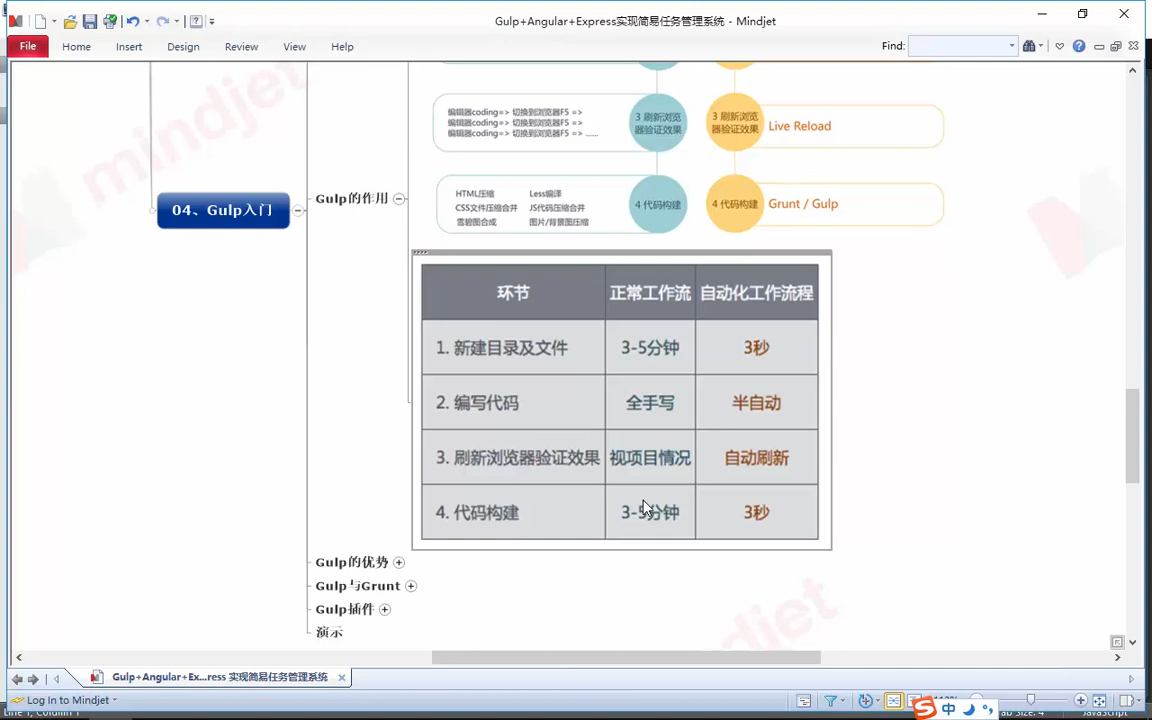 Gulp+Angular+Express实现简易任务管理系统 - Mindjet
File Home Insert Design Review View Help Find:
编辑器coding=> 切换到浏览器F5 =>
编辑器coding=> 切换到浏览器F5 =>
编辑器coding=> 切换到浏览器F5 => ......
3 刷新浏览
器验证效果
3 刷新浏览
器验证效果
Live Reload
HTML压缩 Less编译
CSS文件压缩合并 JS代码压缩合并
雪碧图合成 图片/背景图压缩
4 代码构建
4 代码构建
Grunt / Gulp
04、Gulp入门
Gulp的作用
环节 正常工作流 自动化工作流程
1. 新建目录及文件 3-5分钟 3秒
2. 编写代码 全手写 半自动
3. 刷新浏览器验证效果 视项目情况 自动刷新
4. 代码构建 3-5分钟 3秒
Gulp的优势
Gulp与Grunt
Gulp插件
演示
mindjet
mindjet
Gulp+Angular+Ex...ress 实现简易任务管理系统
Log In to Mindjet
中